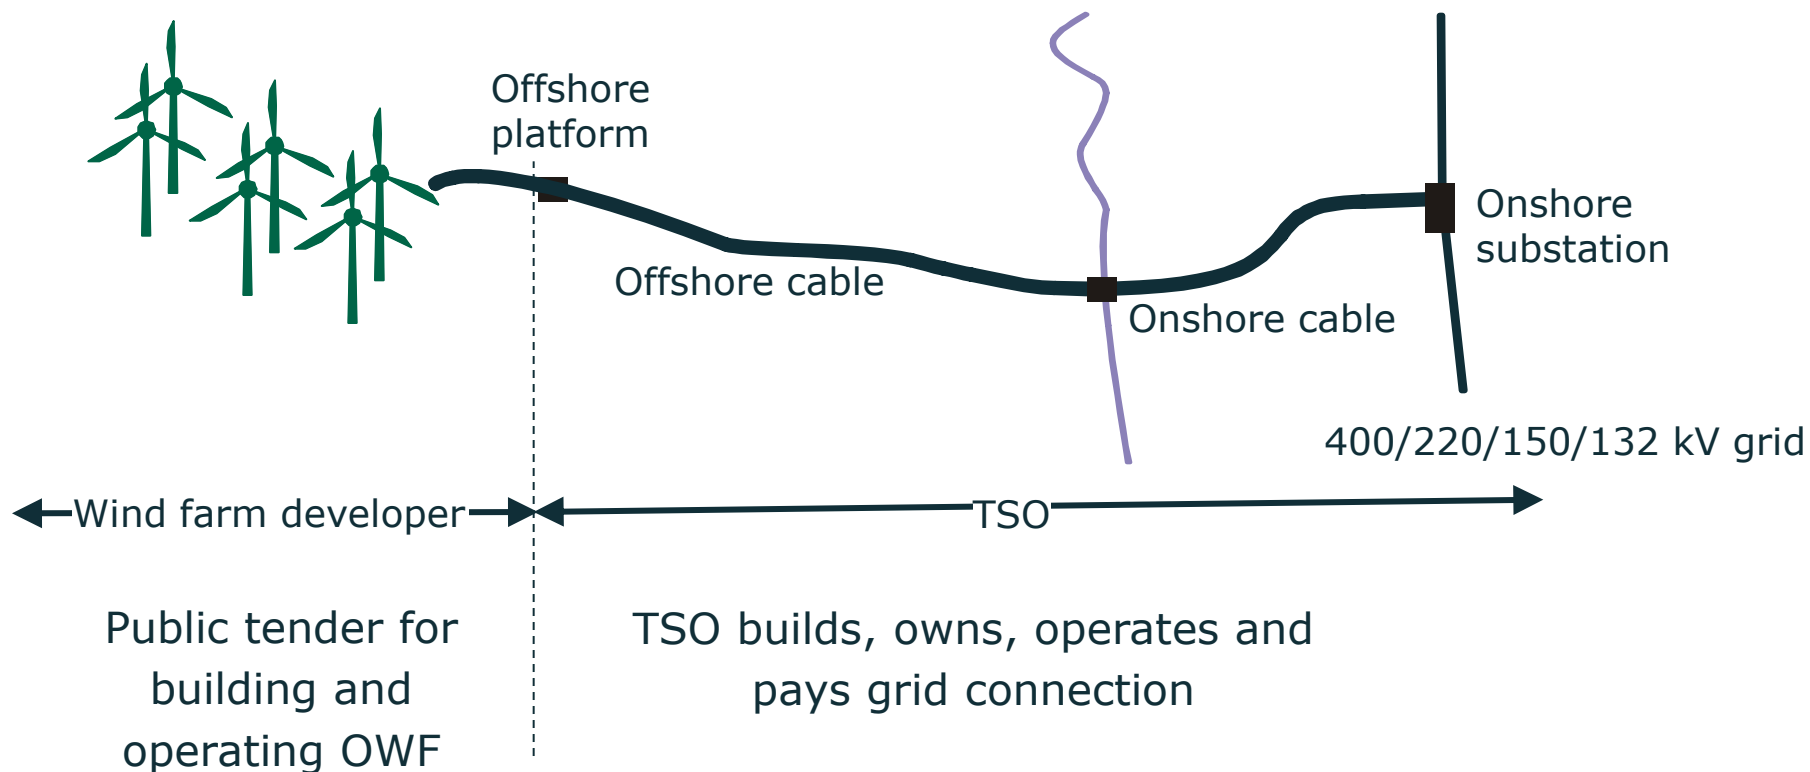 Offshore
platform
Offshore cable
Onshore cable
Onshore
substation
400/220/150/132 kV grid
Wind farm developer
TSO
Public tender for
building and
operating OWF
TSO builds, owns, operates and
pays grid connection